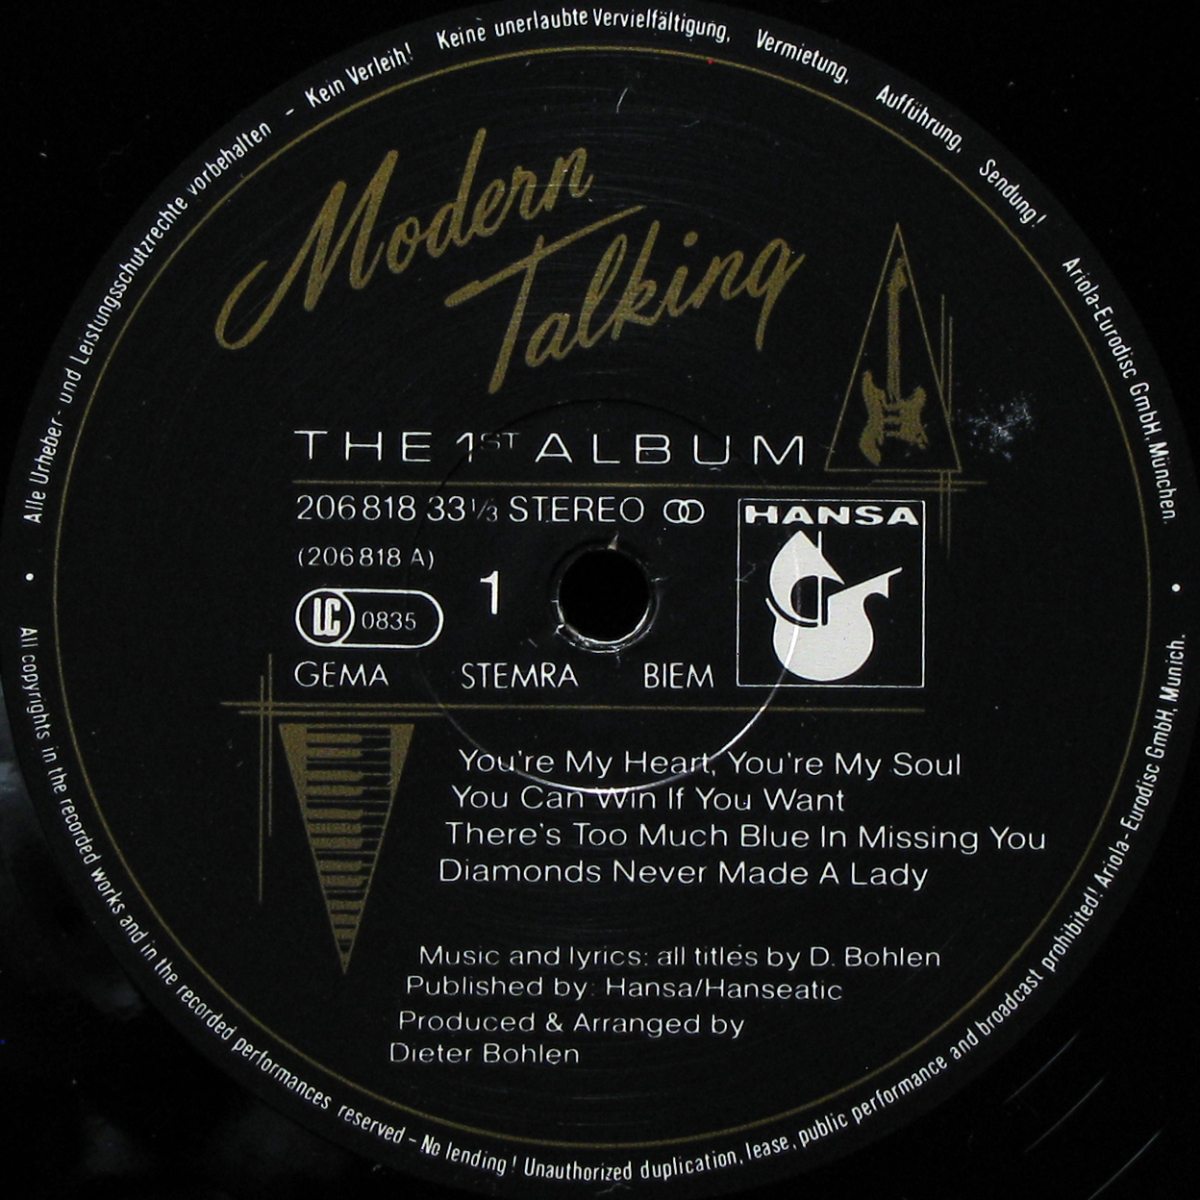 Alle Urheber- und Leistungsschutzrechte vorbehalten - Kein Verleih! Keine unerlaubte Vervielfältigung, Vermietung, Aufführung, Sendung! Ariola-Eurodisc GmbH, München.
Modern
Talking
THE 1ST ALBUM
206 818 33 1/3 STEREO
HANSA
(206 818 A)
1
LC 0835
GEMA STEMRA BIEM
You're My Heart, You're My Soul
You Can Win If You Want
There's Too Much Blue In Missing You
Diamonds Never Made A Lady
Music and lyrics: all titles by D. Bohlen
Published by: Hansa/Hanseatic
Produced & Arranged by
Dieter Bohlen
All copyrights in the recorded works and in the recorded performances reserved - No lending! Unauthorized duplication, lease, public performance and broadcast prohibited! Ariola-Eurodisc GmbH, Munich.